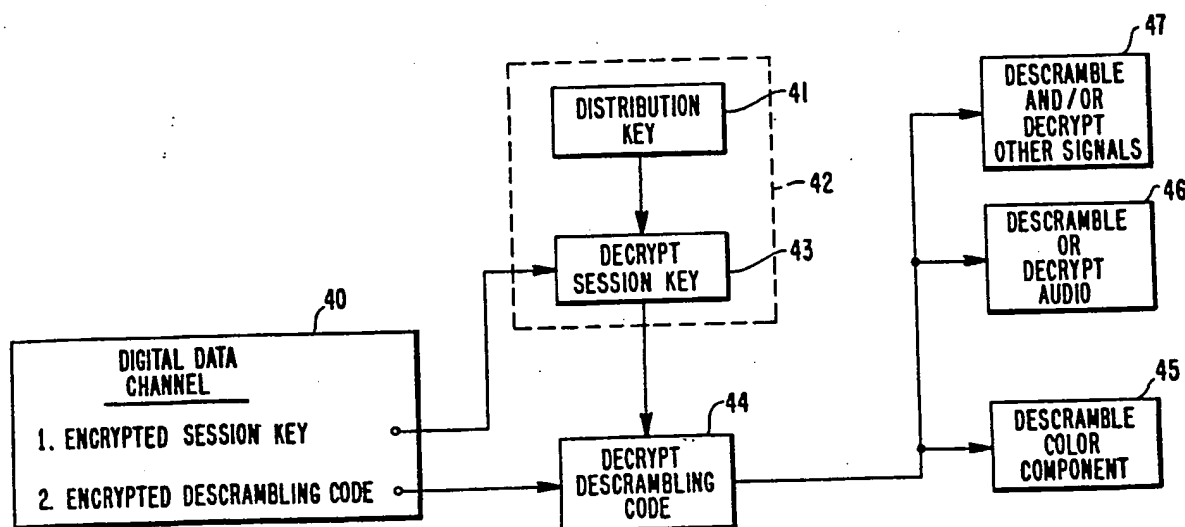 47
DESCRAMBLE
AND/OR
DECRYPT
OTHER SIGNALS
41
DISTRIBUTION
KEY
42
46
DESCRAMBLE
OR
DECRYPT
AUDIO
43
DECRYPT
SESSION KEY
40
DIGITAL DATA
CHANNEL
1. ENCRYPTED SESSION KEY
2. ENCRYPTED DESCRAMBLING CODE
44
DECRYPT
DESCRAMBLING
CODE
45
DESCRAMBLE
COLOR
COMPONENT